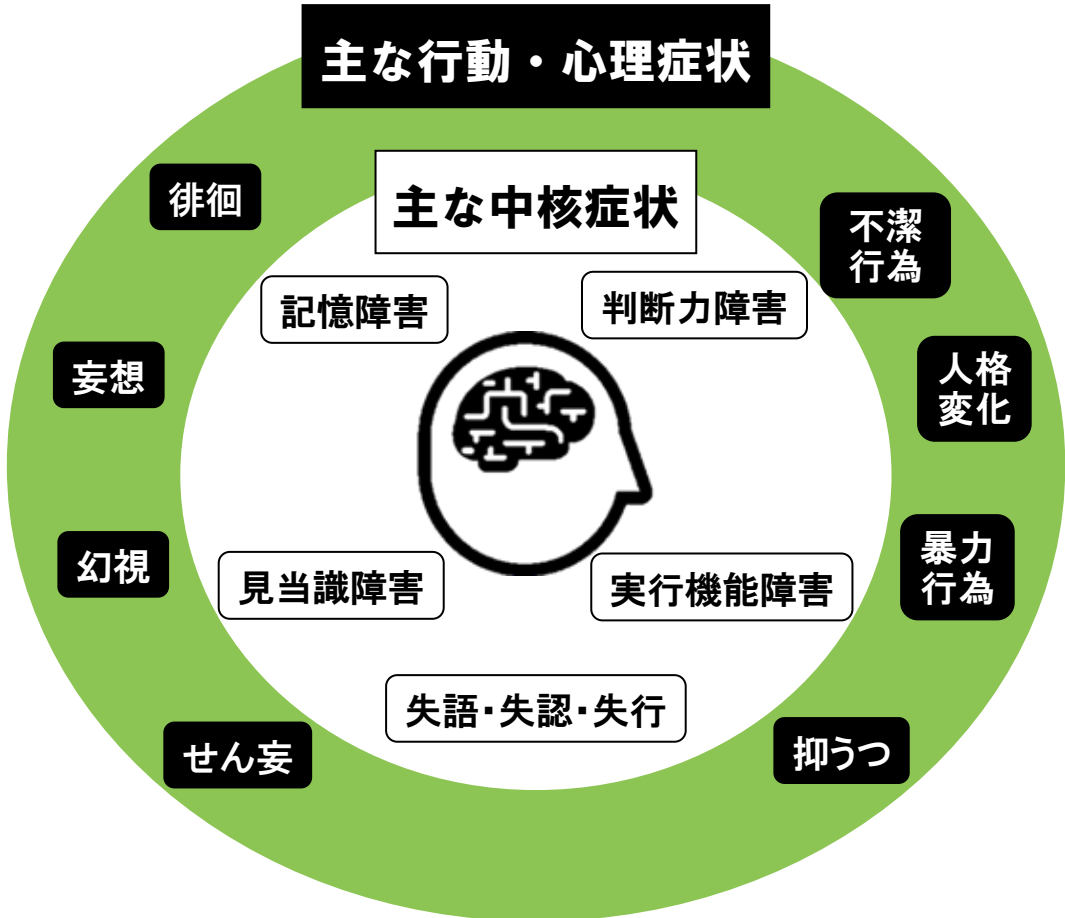 主な行動・心理症状
主な中核症状
徘徊
不潔
行為
記憶障害
判断力障害
妄想
人格
変化
幻視
暴力
行為
見当識障害
実行機能障害
失語・失認・失行
せん妄
抑うつ